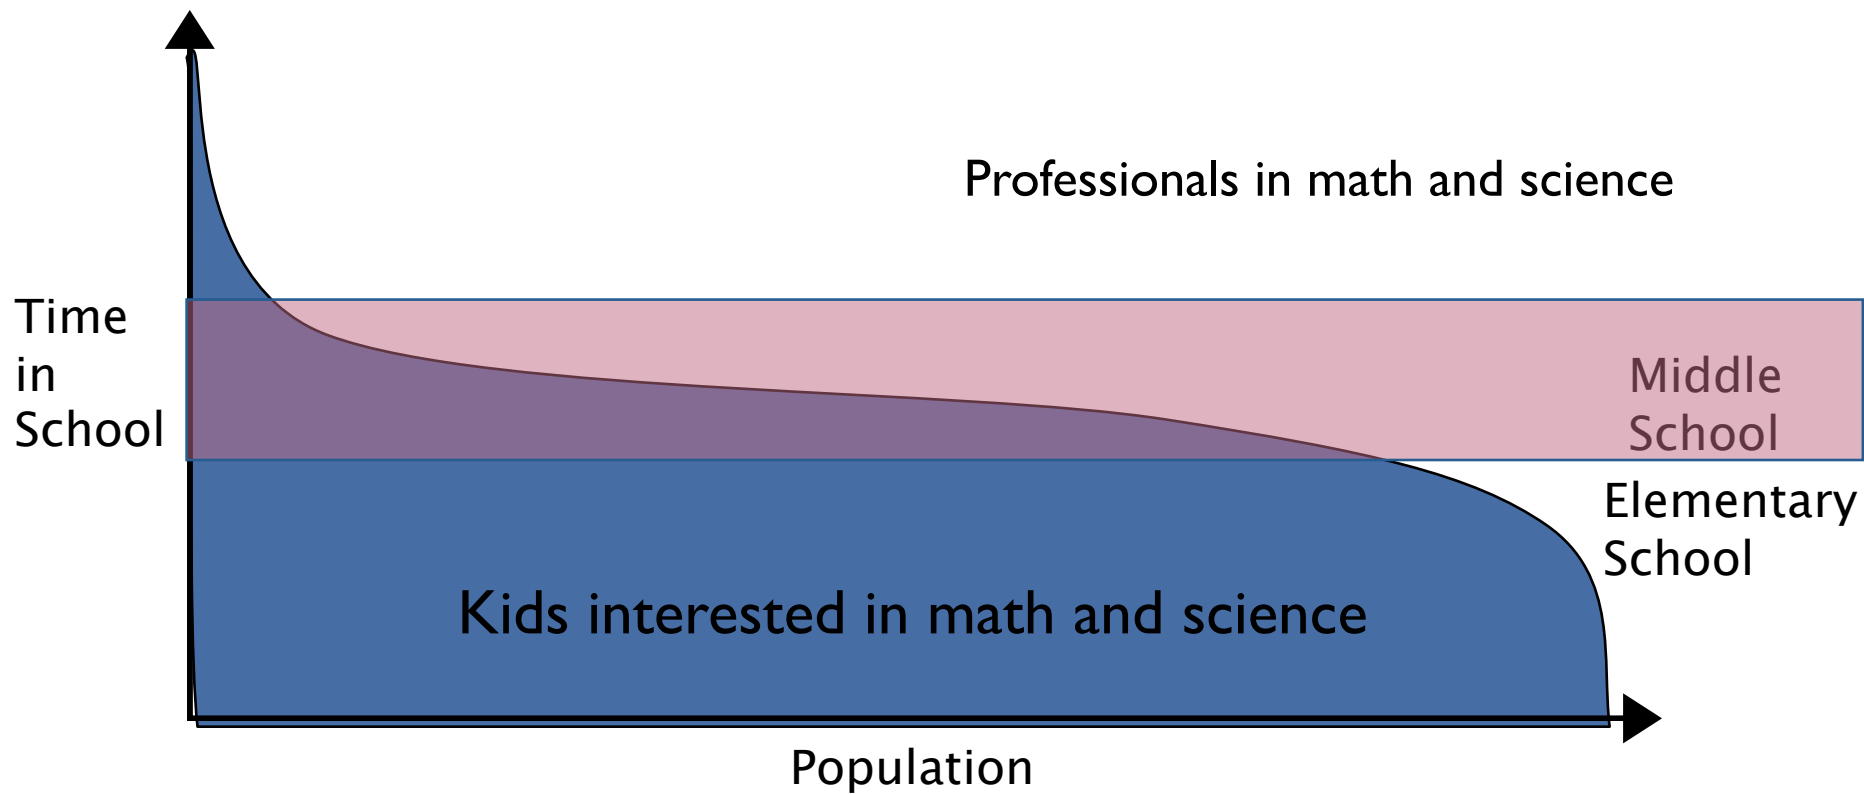 Professionals in math and science
Time
in
School
Middle
School
Elementary
School
Kids interested in math and science
Population